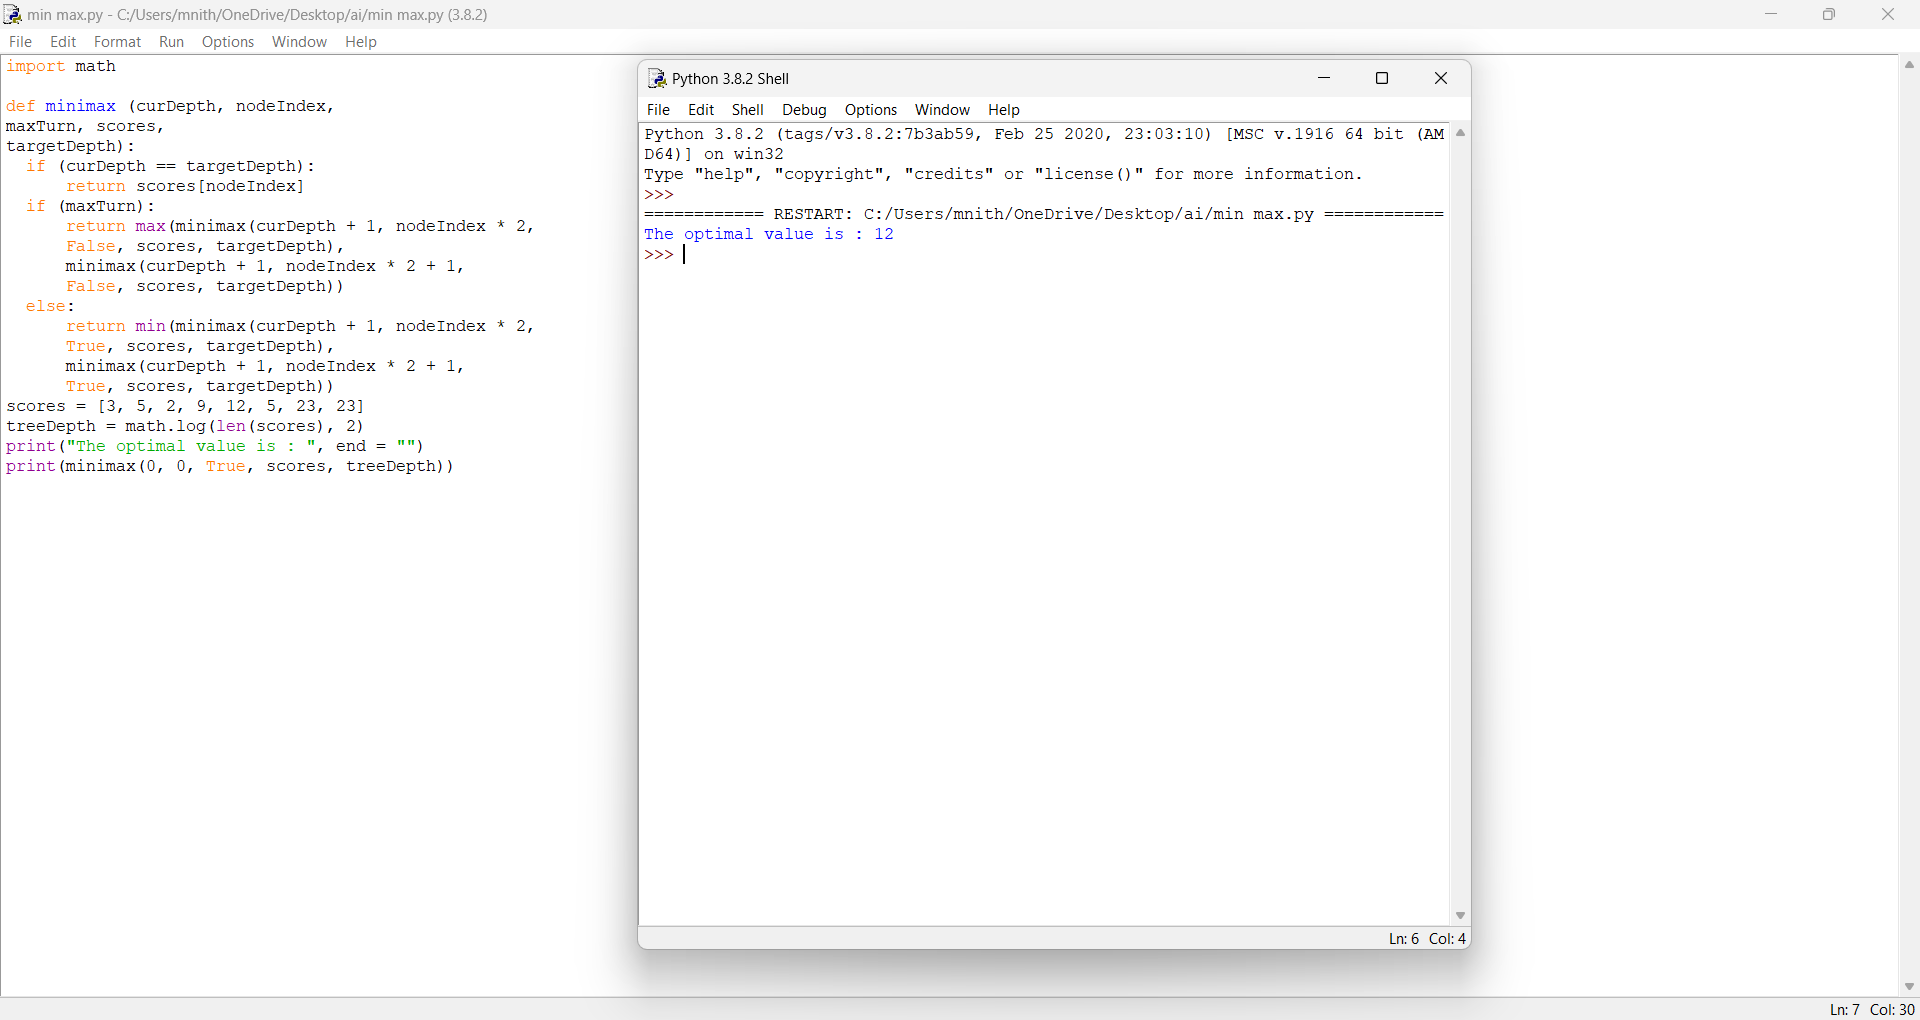 min max.py - C:/Users/mnith/OneDrive/Desktop/ai/min max.py (3.8.2)
File Edit Format Run Options Window Help
import math

def minimax (curDepth, nodeIndex,
maxTurn, scores,
targetDepth):
  if (curDepth == targetDepth):
      return scores[nodeIndex]
  if (maxTurn):
      return max(minimax(curDepth + 1, nodeIndex * 2,
      False, scores, targetDepth),
      minimax(curDepth + 1, nodeIndex * 2 + 1,
      False, scores, targetDepth))
  else:
      return min(minimax(curDepth + 1, nodeIndex * 2,
      True, scores, targetDepth),
      minimax(curDepth + 1, nodeIndex * 2 + 1,
      True, scores, targetDepth))
scores = [3, 5, 2, 9, 12, 5, 23, 23]
treeDepth = math.log(len(scores), 2)
print("The optimal value is : ", end = "")
print(minimax(0, 0, True, scores, treeDepth))
Python 3.8.2 Shell
File Edit Shell Debug Options Window Help
Python 3.8.2 (tags/v3.8.2:7b3ab59, Feb 25 2020, 23:03:10) [MSC v.1916 64 bit (AM
D64)] on win32
Type "help", "copyright", "credits" or "license()" for more information.
>>>
============ RESTART: C:/Users/mnith/OneDrive/Desktop/ai/min max.py ============
The optimal value is : 12
>>>
Ln: 6 Col: 4
Ln: 7 Col: 30